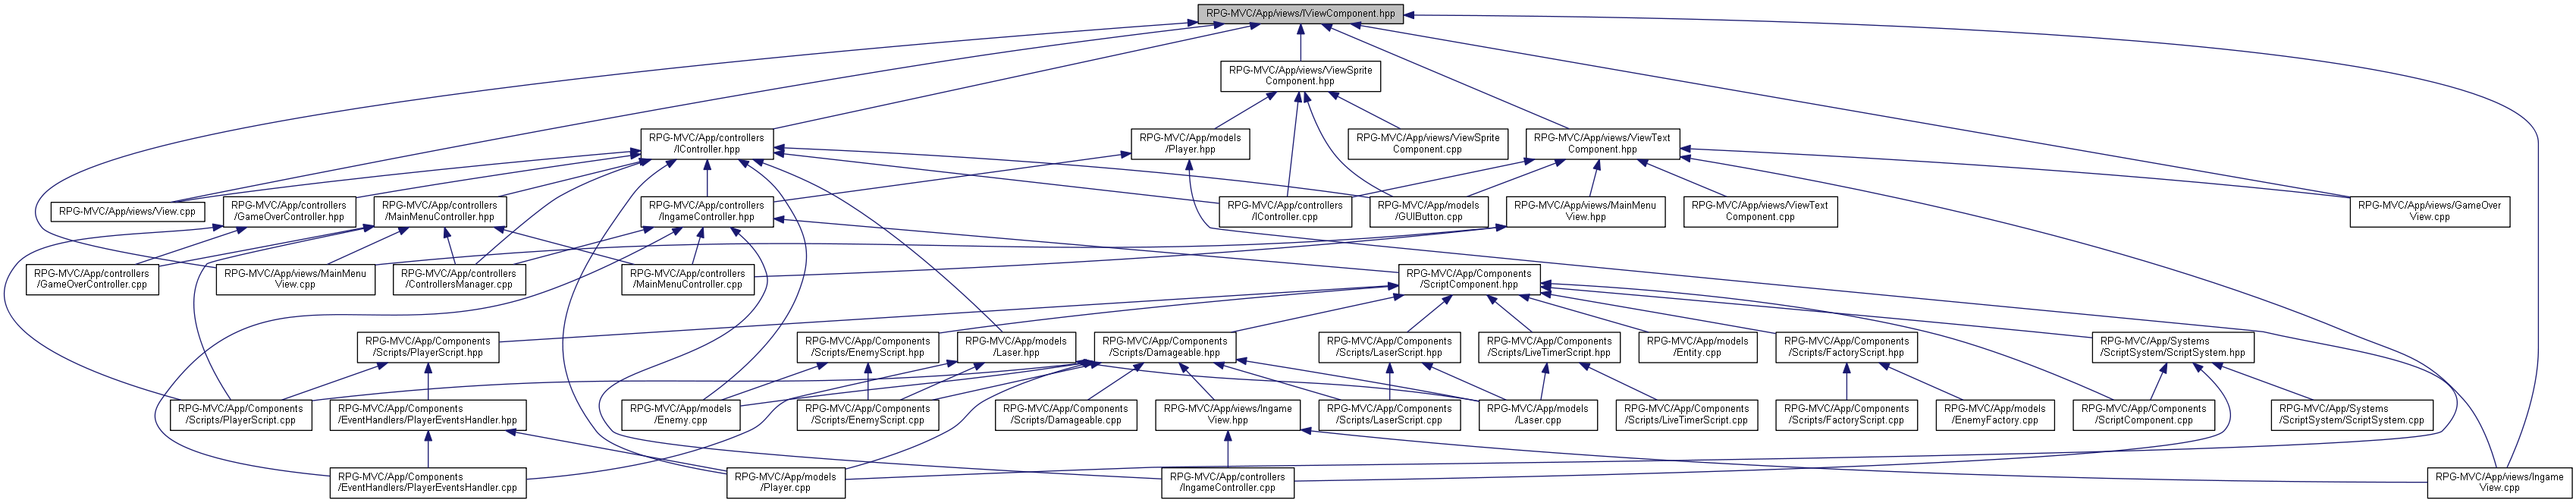 RPG-MVC/App/views/IViewComponent.hpp
RPG-MVC/App/views/ViewSprite
Component.hpp
RPG-MVC/App/controllers
/IController.hpp
RPG-MVC/App/models
/Player.hpp
RPG-MVC/App/views/ViewSprite
Component.cpp
RPG-MVC/App/views/ViewText
Component.hpp
RPG-MVC/App/views/View.cpp
RPG-MVC/App/controllers
/GameOverController.hpp
RPG-MVC/App/controllers
/MainMenuController.hpp
RPG-MVC/App/controllers
/IngameController.hpp
RPG-MVC/App/controllers
/IController.cpp
RPG-MVC/App/models
/GUIButton.cpp
RPG-MVC/App/views/MainMenu
View.hpp
RPG-MVC/App/views/ViewText
Component.cpp
RPG-MVC/App/views/GameOver
View.cpp
RPG-MVC/App/controllers
/GameOverController.cpp
RPG-MVC/App/views/MainMenu
View.cpp
RPG-MVC/App/controllers
/ControllersManager.cpp
RPG-MVC/App/controllers
/MainMenuController.cpp
RPG-MVC/App/Components
/ScriptComponent.hpp
RPG-MVC/App/Components
/Scripts/PlayerScript.hpp
RPG-MVC/App/Components
/Scripts/EnemyScript.hpp
RPG-MVC/App/models
/Laser.hpp
RPG-MVC/App/Components
/Scripts/Damageable.hpp
RPG-MVC/App/Components
/Scripts/LaserScript.hpp
RPG-MVC/App/Components
/Scripts/LiveTimerScript.hpp
RPG-MVC/App/models
/Entity.cpp
RPG-MVC/App/Components
/Scripts/FactoryScript.hpp
RPG-MVC/App/Systems
/ScriptSystem/ScriptSystem.hpp
RPG-MVC/App/Components
/Scripts/PlayerScript.cpp
RPG-MVC/App/Components
/EventHandlers/PlayerEventsHandler.hpp
RPG-MVC/App/models
/Enemy.cpp
RPG-MVC/App/Components
/Scripts/EnemyScript.cpp
RPG-MVC/App/Components
/Scripts/Damageable.cpp
RPG-MVC/App/views/Ingame
View.hpp
RPG-MVC/App/Components
/Scripts/LaserScript.cpp
RPG-MVC/App/models
/Laser.cpp
RPG-MVC/App/Components
/Scripts/LiveTimerScript.cpp
RPG-MVC/App/Components
/Scripts/FactoryScript.cpp
RPG-MVC/App/models
/EnemyFactory.cpp
RPG-MVC/App/Components
/ScriptComponent.cpp
RPG-MVC/App/Systems
/ScriptSystem/ScriptSystem.cpp
RPG-MVC/App/Components
/EventHandlers/PlayerEventsHandler.cpp
RPG-MVC/App/models
/Player.cpp
RPG-MVC/App/controllers
/IngameController.cpp
RPG-MVC/App/views/Ingame
View.cpp